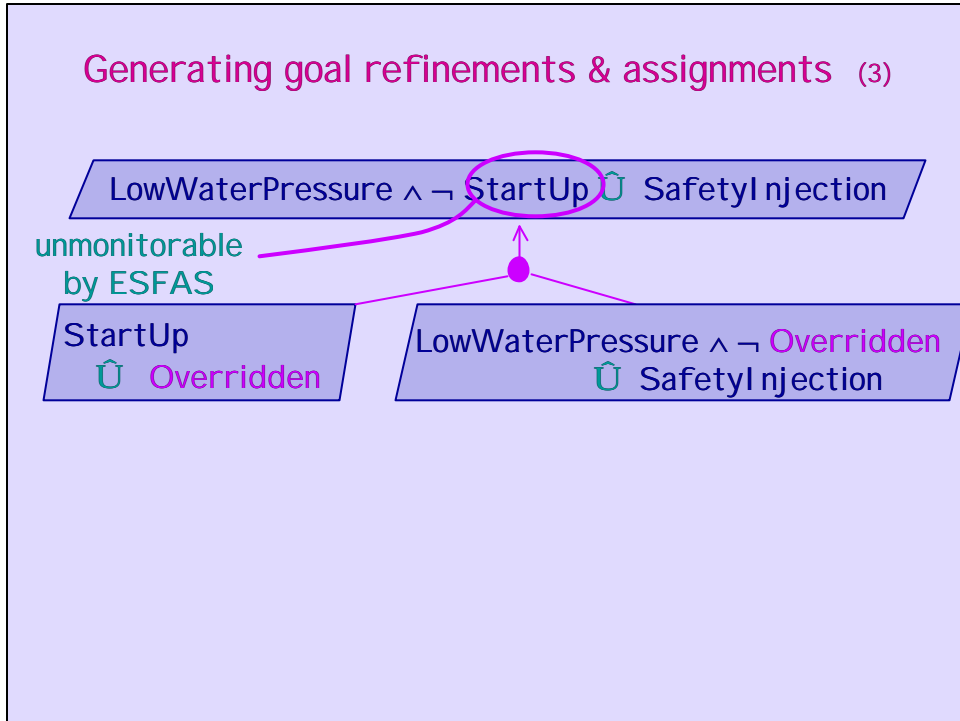 Generating goal refinements & assignments (3)
LowWaterPressure ∧ ¬ StartUp Û SafetyInjection
unmonitorable
by ESFAS
StartUp
Û Overridden
LowWaterPressure ∧ ¬ Overridden
Û SafetyInjection